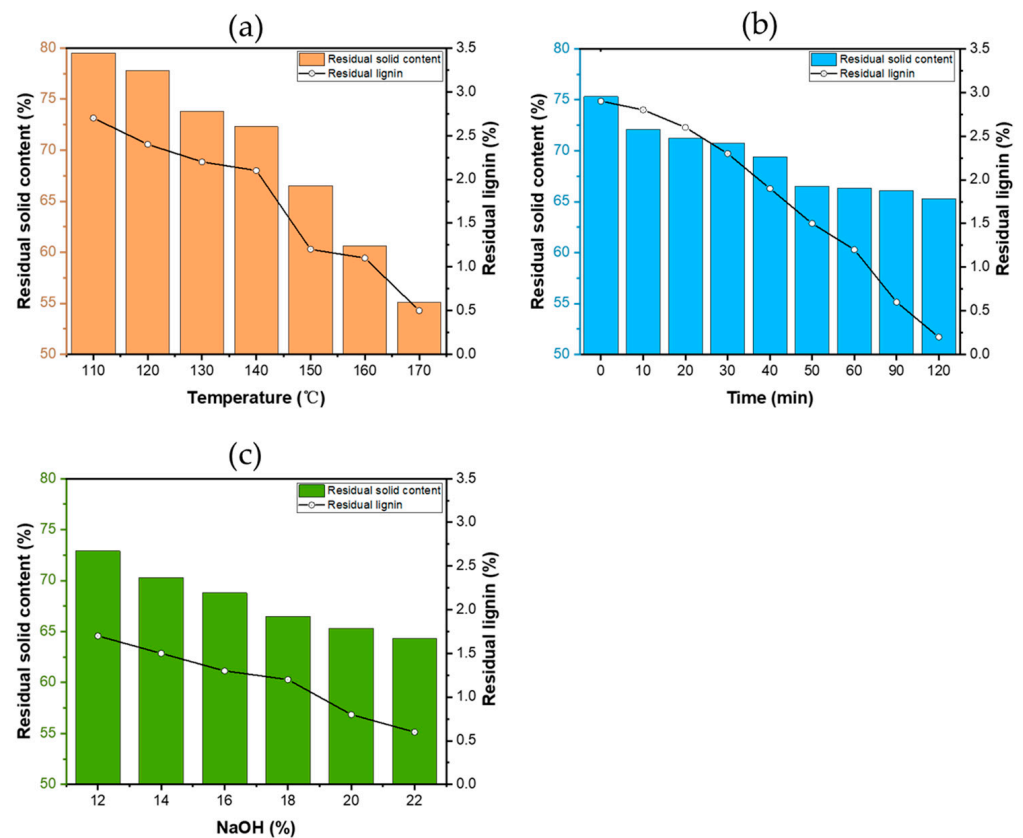 (a)
Residual solid content
Residual lignin
Residual solid content (%)
80
75
70
65
60
55
50
3.5
3.0
2.5
2.0
1.5
1.0
0.5
0.0
Residual lignin (%)
110 120 130 140 150 160 170
Temperature (℃)
(b)
Residual solid content
Residual lignin
Residual solid content (%)
80
75
70
65
60
55
50
3.5
3.0
2.5
2.0
1.5
1.0
0.5
0.0
Residual lignin (%)
0 10 20 30 40 50 60 90 120
Time (min)
(c)
Residual solid content
Residual lignin
Residual solid content (%)
80
75
70
65
60
55
50
3.5
3.0
2.5
2.0
1.5
1.0
0.5
0.0
Residual lignin (%)
12 14 16 18 20 22
NaOH (%)